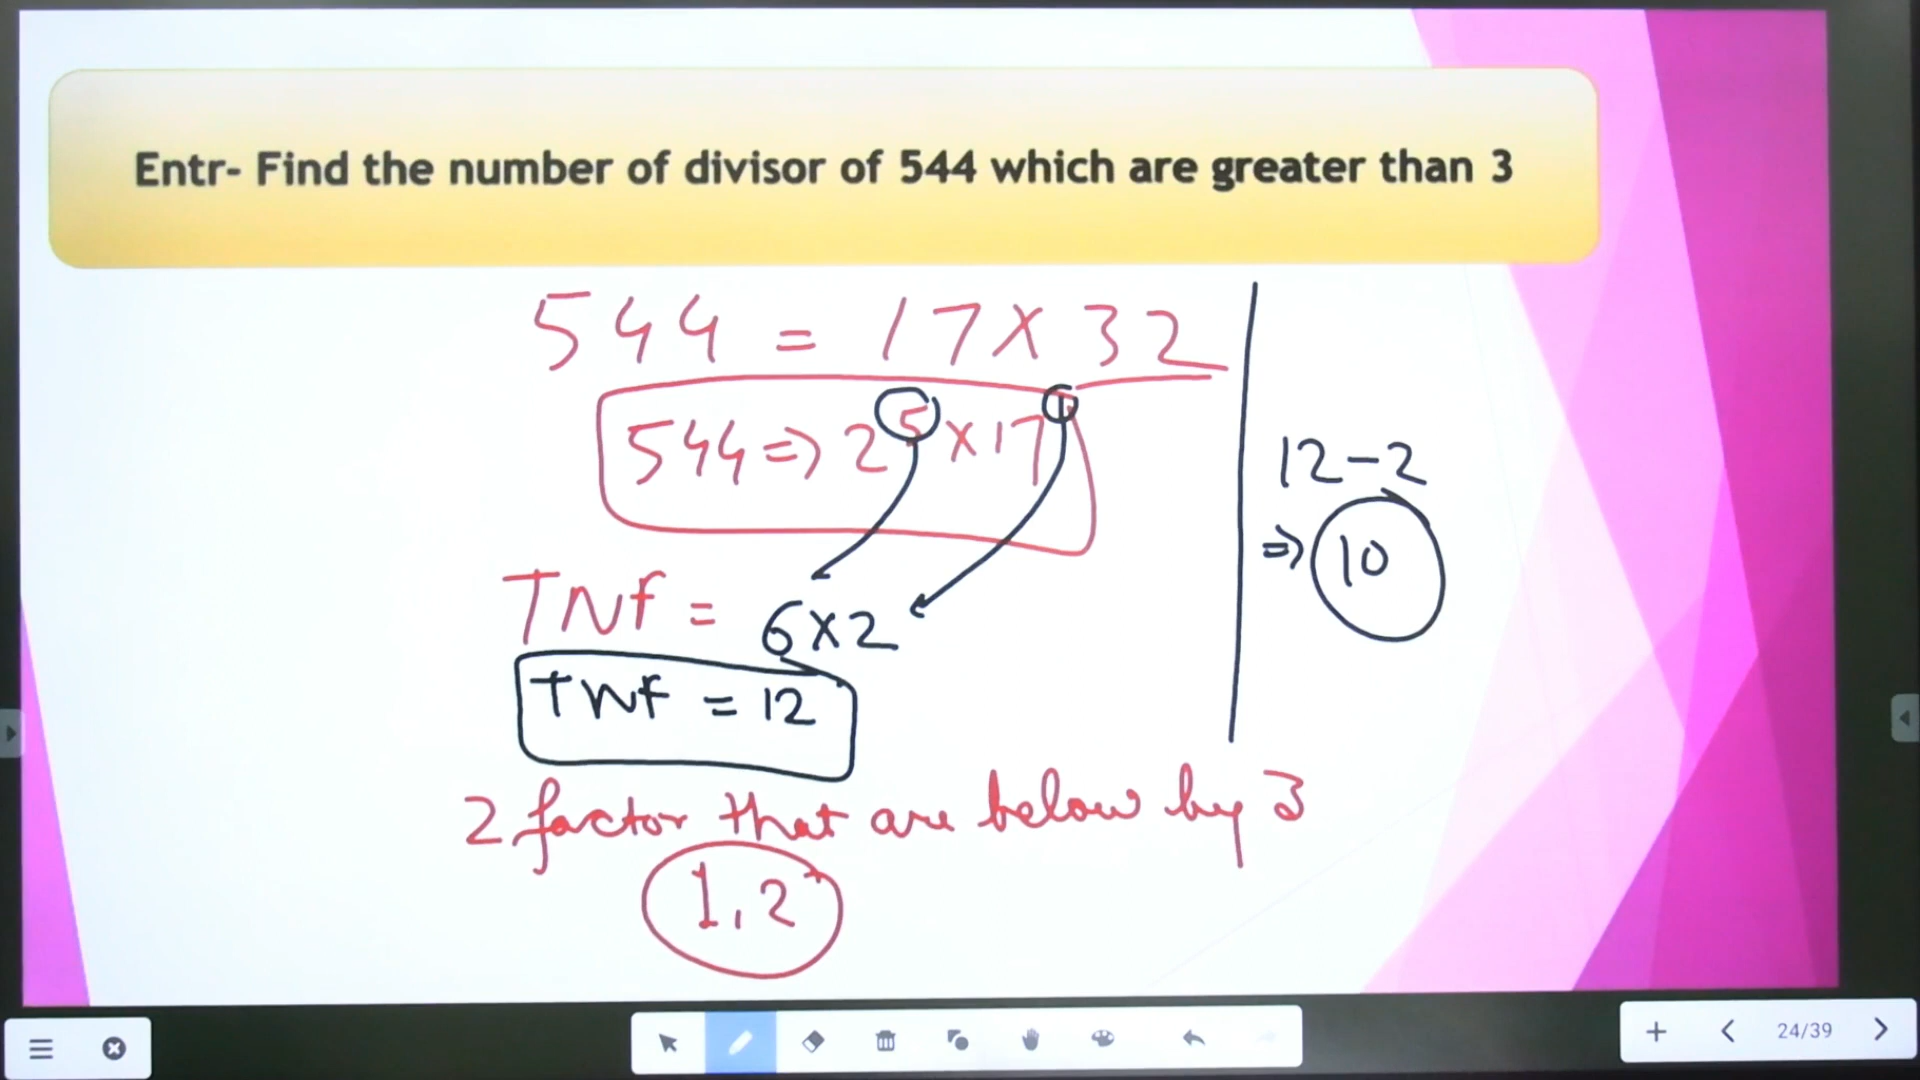 Entr- Find the number of divisor of 544 which are greater than 3
544 = 17 × 32
544 ⇒ 2^5 × 17^1
TNF = 6×2
TNF = 12
2 factor that are below by 3
1, 2
12-2
⇒ 10
24/39